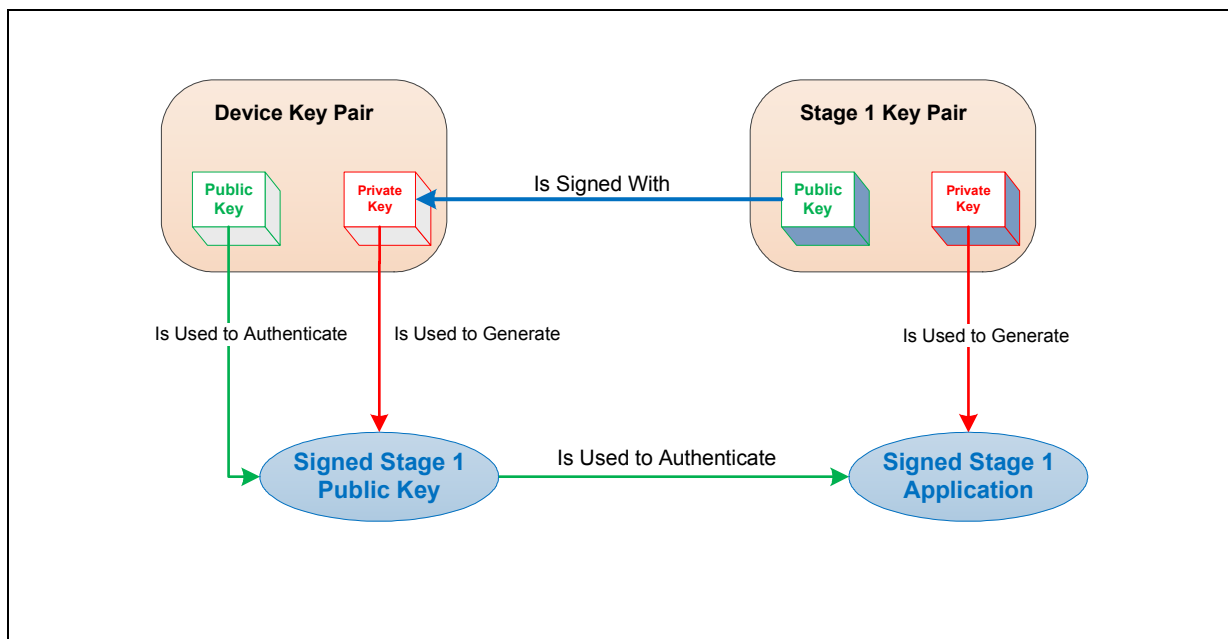 Device Key Pair
Stage 1 Key Pair
Public
Key
Private
Key
Is Signed With
Public
Key
Private
Key
Is Used to Authenticate
Is Used to Generate
Is Used to Generate
Signed Stage 1
Public Key
Is Used to Authenticate
Signed Stage 1
Application